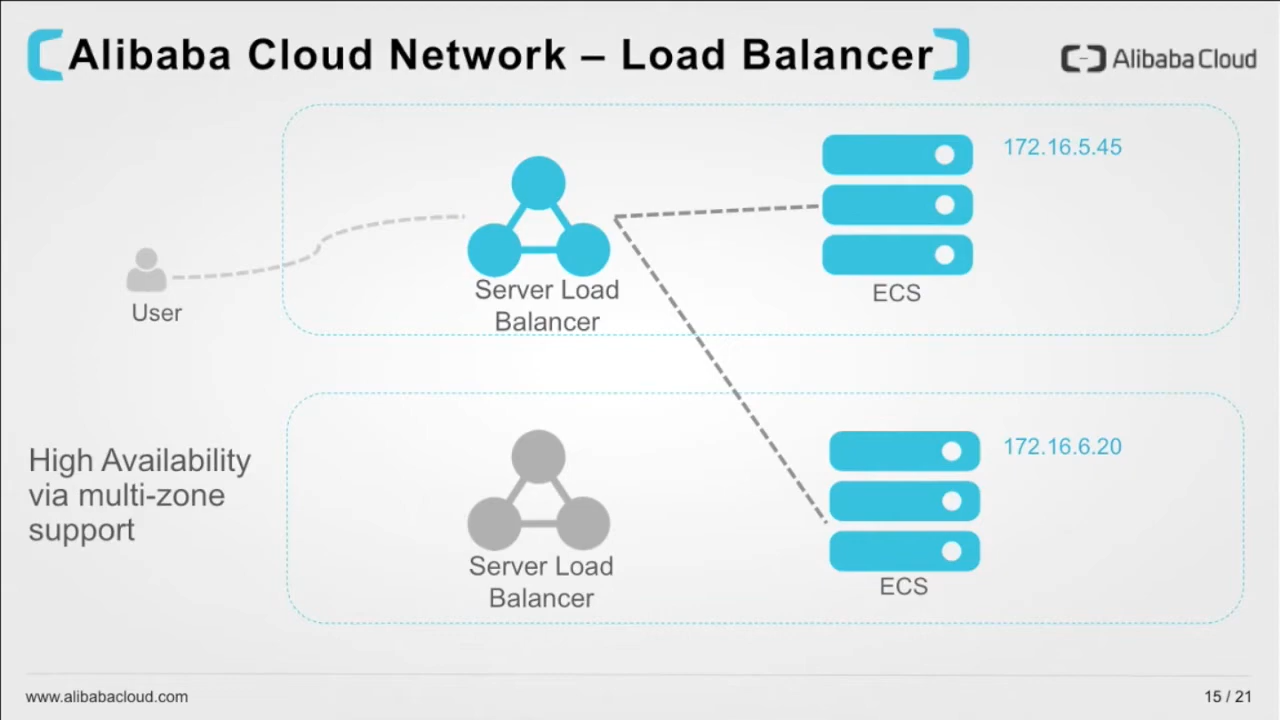 Alibaba Cloud Network – Load Balancer
Alibaba Cloud
172.16.5.45
Server Load
Balancer
ECS
User
High Availability
via multi-zone
support
172.16.6.20
Server Load
Balancer
ECS
www.alibabacloud.com
15 / 21